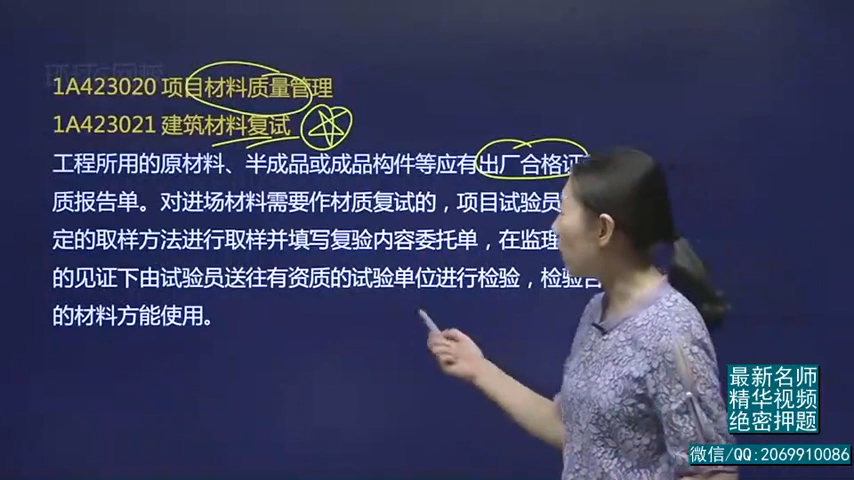 1A423020 项目材料质量管理
1A423021 建筑材料复试
工程所用的原材料、半成品或成品构件等应有出厂合格证
质报告单。对进场材料需要作材质复试的，项目试验员
定的取样方法进行取样并填写复验内容委托单，在监理
的见证下由试验员送往有资质的试验单位进行检验，检验合
的材料方能使用。
最新名师
精华视频
绝密押题
微信/QQ:2069910086